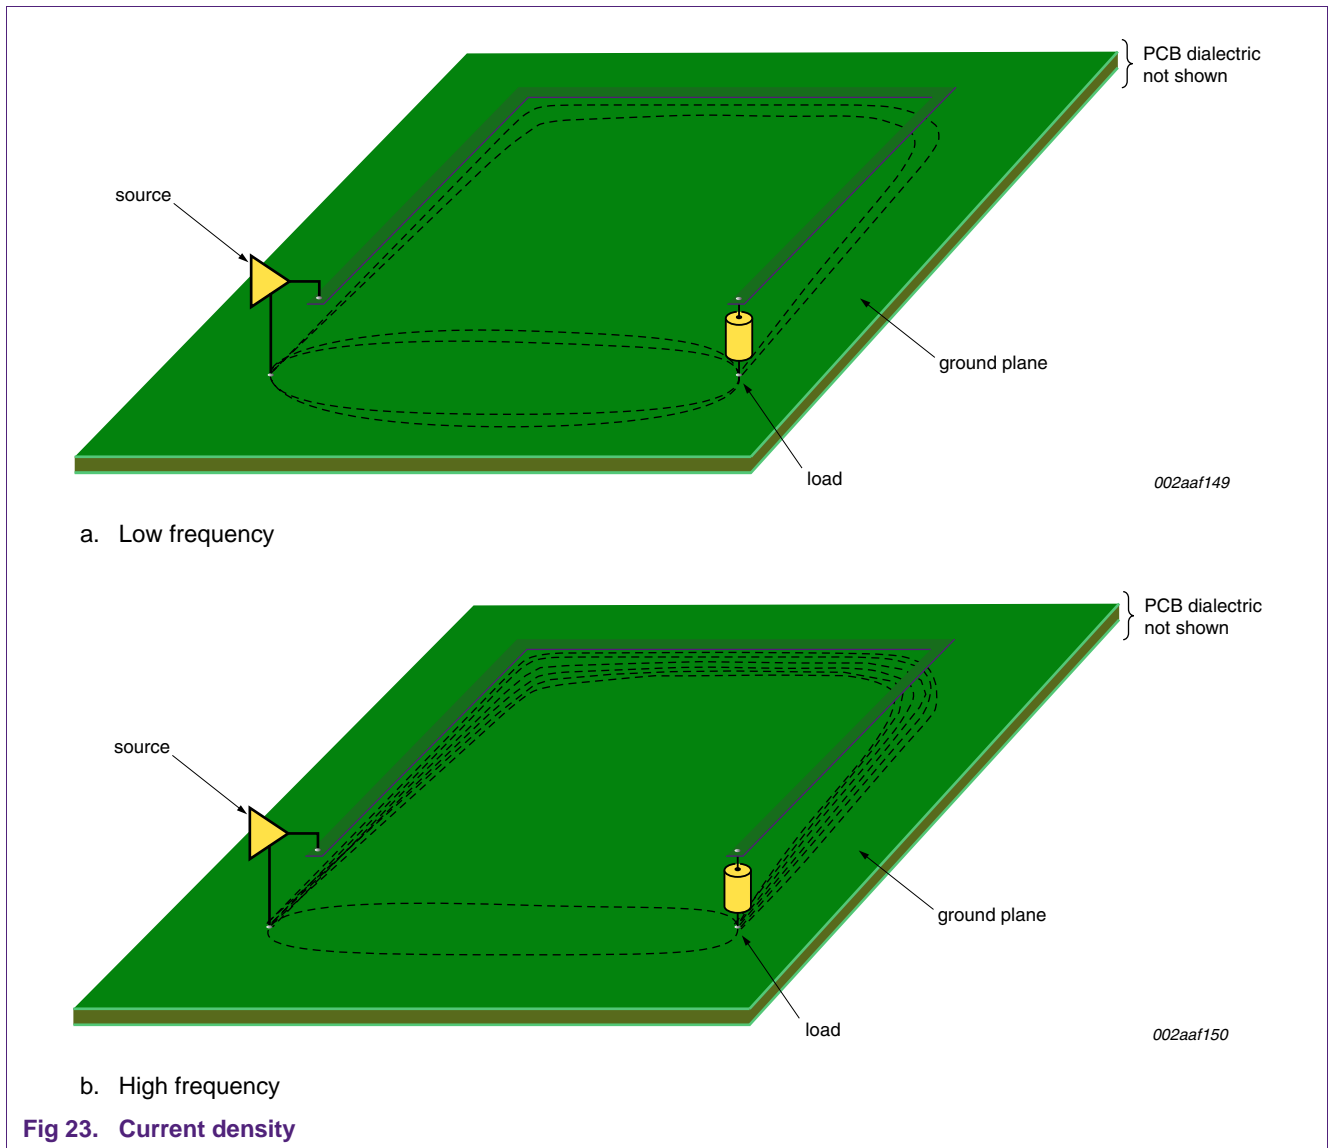 PCB dialectric
not shown
source
ground plane
load
002aaf149
a. Low frequency
PCB dialectric
not shown
source
ground plane
load
002aaf150
b. High frequency
Fig 23. Current density